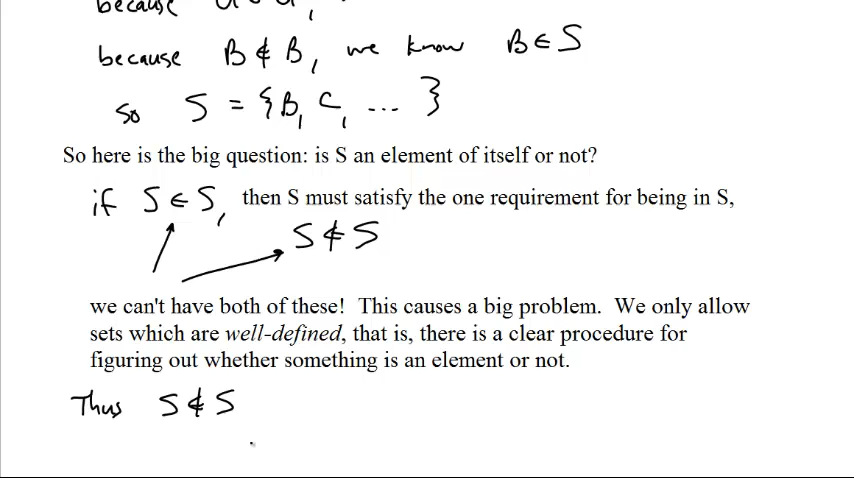 because
because B ∉ B, we know B ∈ S
so S = {B, C, ... }
So here is the big question: is S an element of itself or not?
if S ∈ S, then S must satisfy the one requirement for being in S,
S ∉ S
we can't have both of these! This causes a big problem. We only allow
sets which are well-defined, that is, there is a clear procedure for
figuring out whether something is an element or not.
Thus S ∉ S